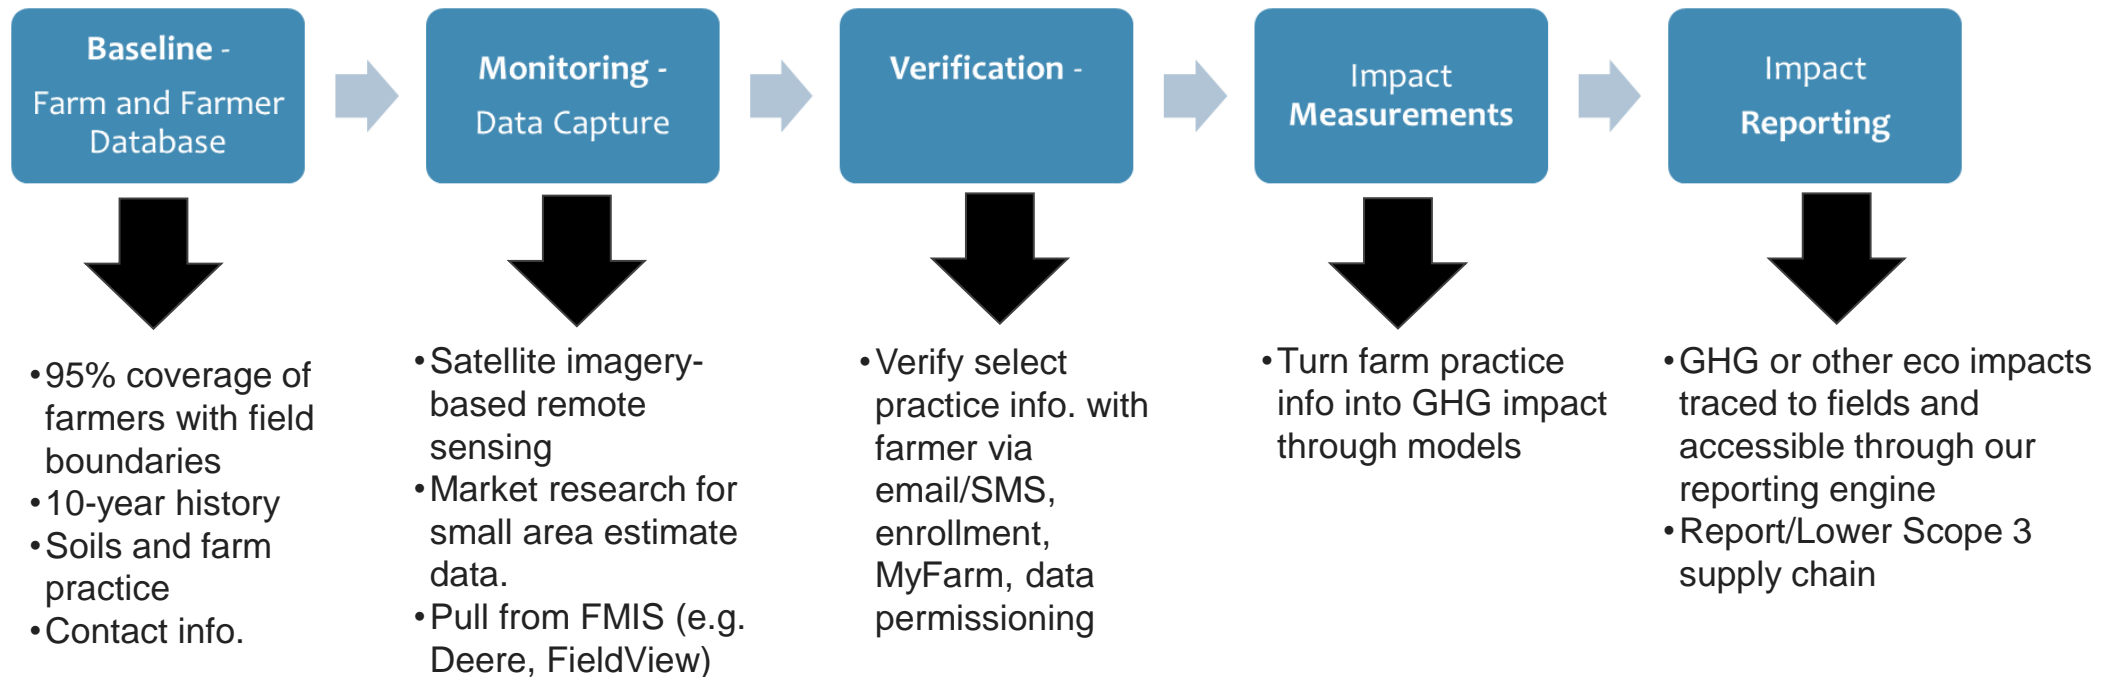 Baseline -
Farm and Farmer
Database
Monitoring -
Data Capture
Verification -
Impact
Measurements
Impact
Reporting
•95% coverage of
farmers with field
boundaries
•10-year history
•Soils and farm
practice
•Contact info.
•Satellite imagery-
based remote
sensing
•Market research for
small area estimate
data.
•Pull from FMIS (e.g.
Deere, FieldView)
•Verify select
practice info. with
farmer via
email/SMS,
enrollment,
MyFarm, data
permissioning
•Turn farm practice
info into GHG impact
through models
•GHG or other eco impacts
traced to fields and
accessible through our
reporting engine
•Report/Lower Scope 3
supply chain